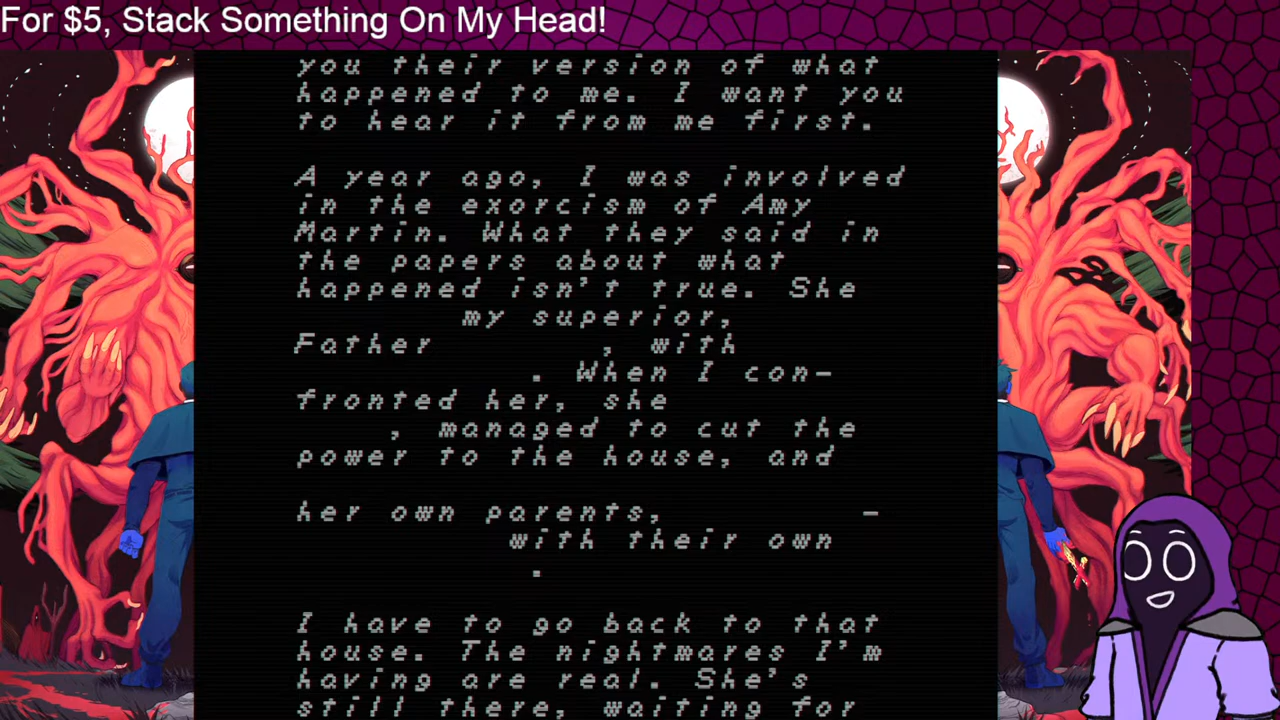 For $5, Stack Something On My Head!
you their version of what
happened to me. I want you
to hear it from me first.
A year ago, I was involved
in the exorcism of Amy
Martin. What they said in
the papers about what
happened isn't true. She
my superior,
Father , with
. When I con-
fronted her, she
, managed to cut the
power to the house, and
her own parents, -
with their own
.
I have to go back to that
house. The nightmares I'm
having are real. She's
still there, waiting for